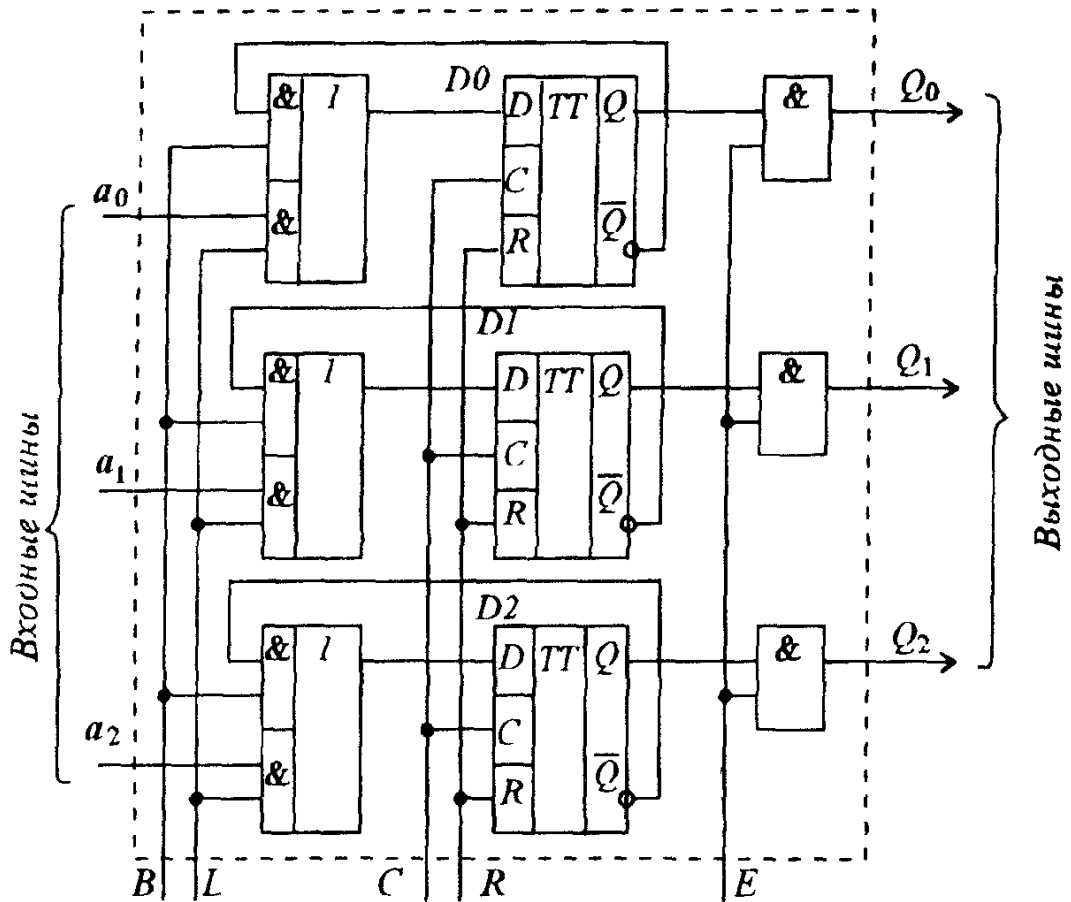 D0
& 1
D TT Q
C
R
Q̅
&
Q₀
a₀
&
D1
& 1
D TT Q
C
R
Q̅
&
Q₁
a₁
&
D2
& 1
D TT Q
C
R
Q̅
&
Q₂
a₂
&
Входные шины
Выходные шины
B L C R E